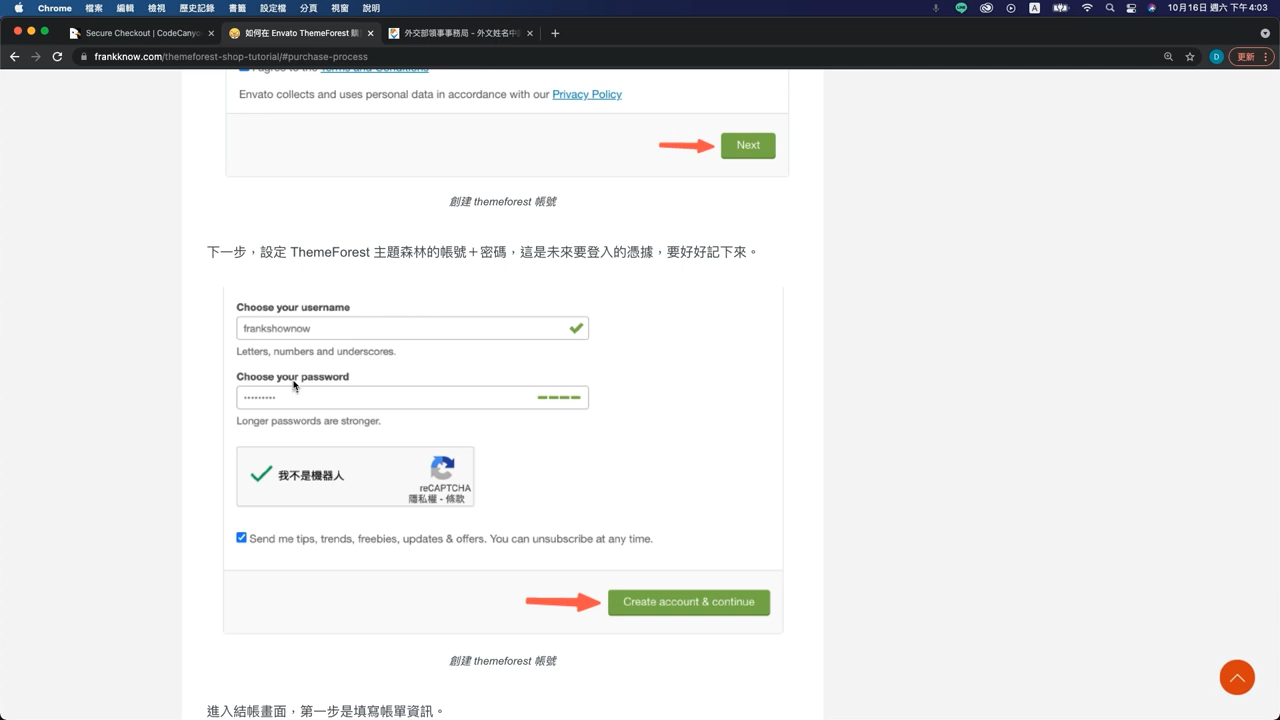 Chrome 檔案 編輯 檢視 歷史記錄 書籤 設定檔 分頁 視窗 說明
A
10月16日 週六 下午4:03
Secure Checkout | CodeCanyo
如何在 Envato ThemeForest 購
外交部領事事務局 - 外文姓名中
frankknow.com/themeforest-shop-tutorial/#purchase-process
D
更新
I agree to the Terms and Conditions
Envato collects and uses personal data in accordance with our Privacy Policy
Next
創建 themeforest 帳號
下一步，設定 ThemeForest 主題森林的帳號＋密碼，這是未來要登入的憑據，要好好記下來。
Choose your username
frankshownow
Letters, numbers and underscores.
Choose your password
•••••••••
Longer passwords are stronger.
我不是機器人
reCAPTCHA
隱私權 - 條款
Send me tips, trends, freebies, updates & offers. You can unsubscribe at any time.
Create account & continue
創建 themeforest 帳號
進入結帳畫面，第一步是填寫帳單資訊。